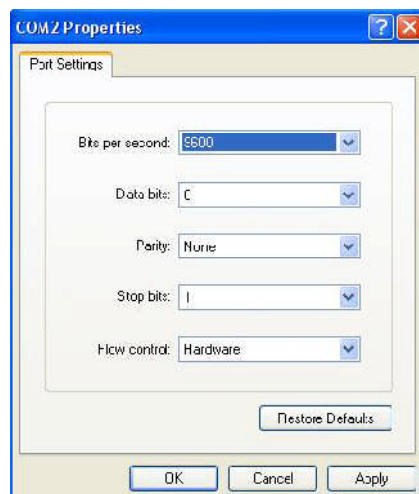 COM2 Properties
Port Settings
Bits per second: 9600
Data bits:
Parity: None
Stop bits: 1
Flow control: Hardware
Restore Defaults
OK Cancel Apply